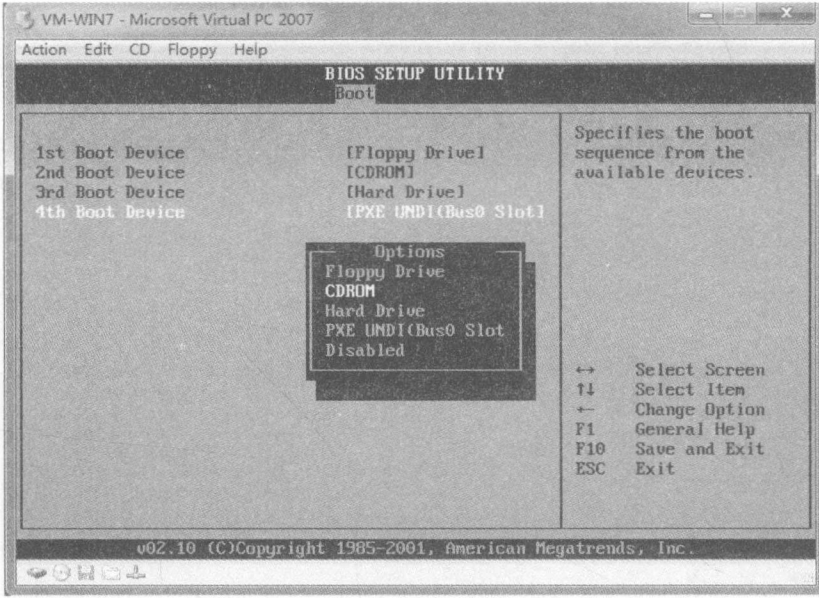 VM-WIN7 - Microsoft Virtual PC 2007
Action Edit CD Floppy Help
BIOS SETUP UTILITY
Boot
1st Boot Device [Floppy Drive]
2nd Boot Device [CDROM]
3rd Boot Device [Hard Drive]
4th Boot Device [PXE UNDI(Bus0 Slot]
Options
Floppy Drive
CDROM
Hard Drive
PXE UNDI(Bus0 Slot
Disabled
Specifies the boot
sequence from the
available devices.
↔ Select Screen
↑↓ Select Item
← Change Option
F1 General Help
F10 Save and Exit
ESC Exit
v02.10 (C)Copyright 1985-2001, American Megatrends, Inc.